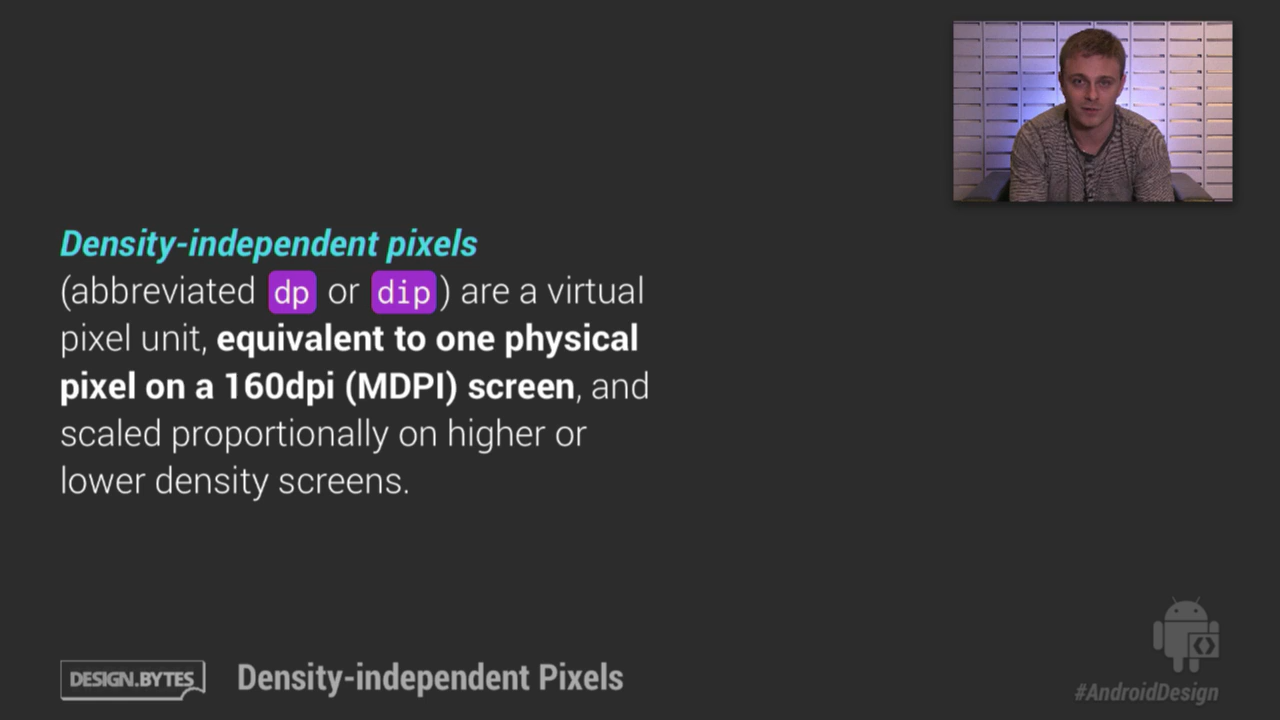 Density-independent pixels
(abbreviated dp or dip) are a virtual
pixel unit, equivalent to one physical
pixel on a 160dpi (MDPI) screen, and
scaled proportionally on higher or
lower density screens.
DESIGN.BYTES
Density-independent Pixels
#AndroidDesign